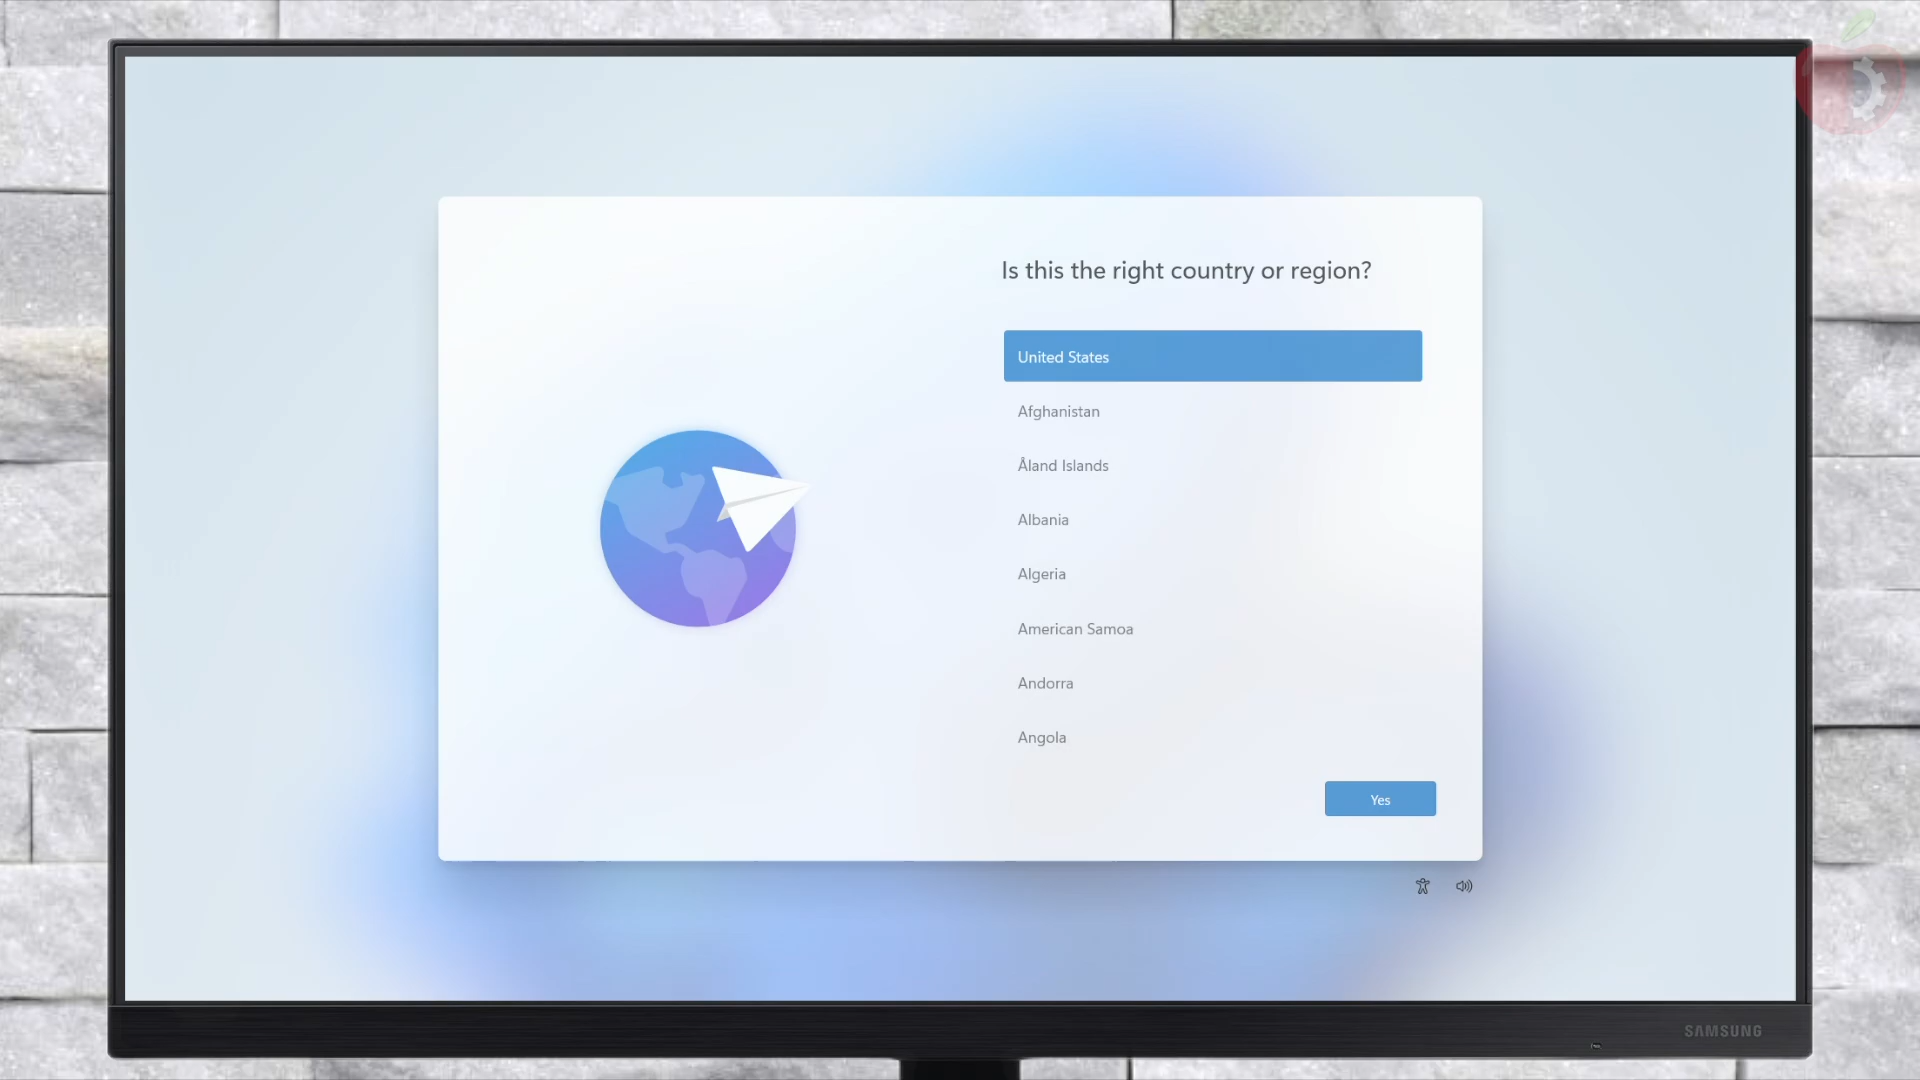 Is this the right country or region?
United States
Afghanistan
Åland Islands
Albania
Algeria
American Samoa
Andorra
Angola
Yes
SAMSUNG